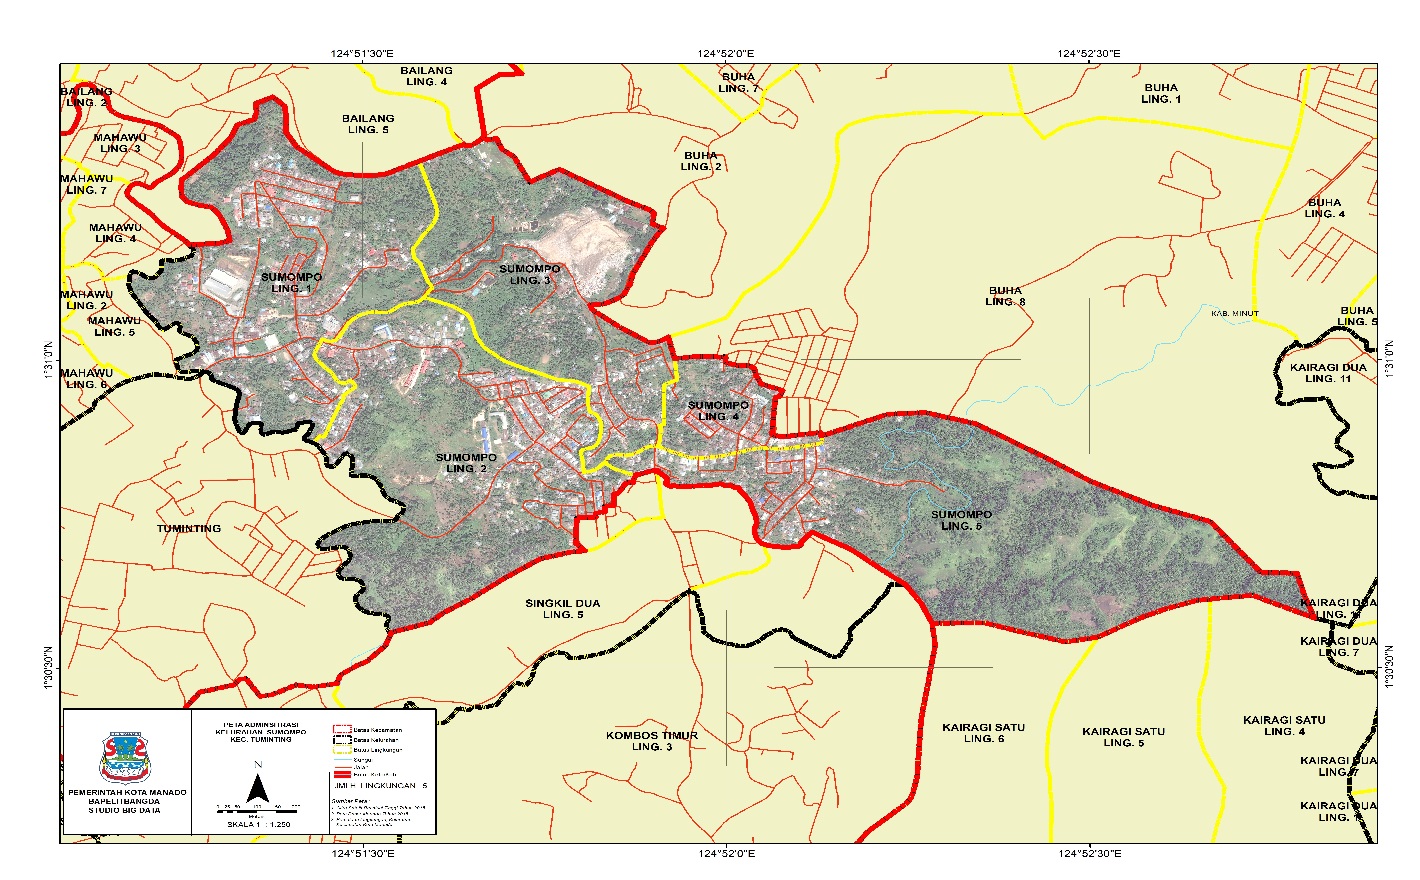 124°51'30"E
124°52'0"E
124°52'30"E
BAILANG
LING. 4
BUHA
LING. 7
BUHA
LING. 1
BAILANG
LING. 2
BAILANG
LING. 5
MAHAWU
LING. 3
BUHA
LING. 2
MAHAWU
LING. 7
BUHA
LING. 4
MAHAWU
LING. 4
SUMOMPO
LING. 1
SUMOMPO
LING. 3
BUHA
LING. 8
MAHAWU
LING. 2
KAB. MINUT
BUHA
LING. 5
MAHAWU
LING. 5
1°31'0"N
1°31'0"N
MAHAWU
LING. 6
KAIRAGI DUA
LING. 11
SUMOMPO
LING. 4
SUMOMPO
LING. 2
TUMINTING
SUMOMPO
LING. 5
SINGKIL DUA
LING. 5
KAIRAGI DUA
LING.
KAIRAGI DUA
LING. 7
1°30'30"N
1°30'30"N
KOMBOS TIMUR
LING. 3
KAIRAGI SATU
LING. 6
KAIRAGI SATU
LING. 5
KAIRAGI SATU
LING. 4
KAIRAGI DUA
LING.
KAIRAGI DUA
LING.
PEMERINTAH KOTA MANADO
BAPELITBANGDA
STUDIO BIG DATA
PETA ADMINSITRASI
KELURAHAN SUMOMPO
KEC. TUMINTING
N
Meter
SKALA 1 : 1.250
Batas Kecamatan
Batas Kelurahan
Batas Lingkungan
Sungai
Jalan
LINGKUNGAN 5
Sumber Peta :
124°51'30"E
124°52'0"E
124°52'30"E